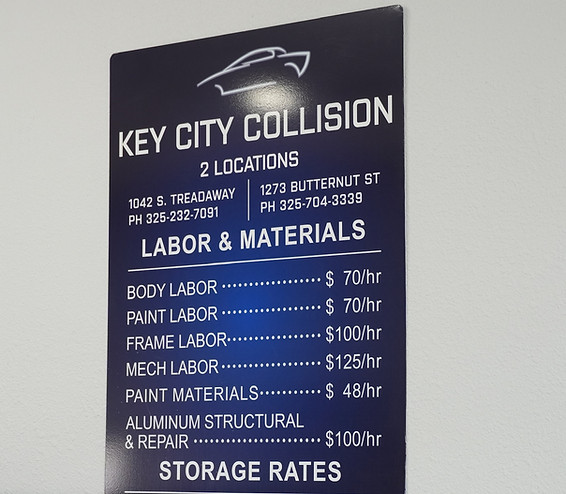 KEY CITY COLLISION
2 LOCATIONS
1042 S. TREADAWAY
PH 325-232-7091
1273 BUTTERNUT ST
PH 325-704-3339
LABOR & MATERIALS
BODY LABOR ···················· $ 70/hr
PAINT LABOR ···················· $ 70/hr
FRAME LABOR ·················· $100/hr
MECH LABOR ···················· $125/hr
PAINT MATERIALS ············ $ 48/hr
ALUMINUM STRUCTURAL
& REPAIR ························· $100/hr
STORAGE RATES